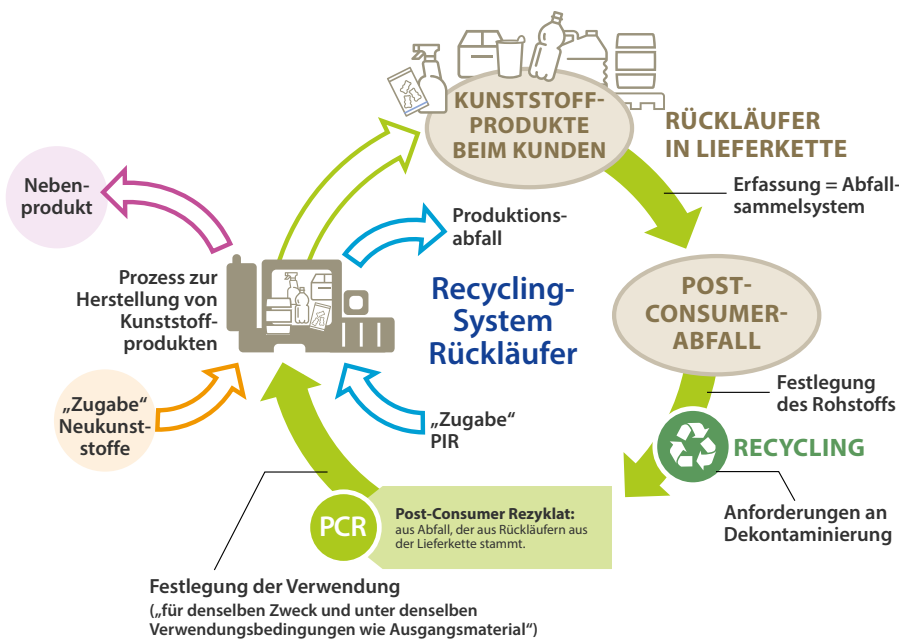 KUNSTSTOFF-
PRODUKTE
BEIM KUNDEN
RÜCKLÄUFER
IN LIEFERKETTE
Erfassung = Abfall-
sammelsystem
Neben-
produkt
Produktions-
abfall
Prozess zur
Herstellung von
Kunststoff-
produkten
Recycling-
System
Rückläufer
POST-
CONSUMER-
ABFALL
Festlegung
des Rohstoffs
„Zugabe“
Neukunst-
stoffe
„Zugabe“
PIR
RECYCLING
Anforderungen an
Dekontaminierung
PCR
Post-Consumer Rezyklat:
aus Abfall, der aus Rückläufern aus
der Lieferkette stammt.
Festlegung der Verwendung
(„für denselben Zweck und unter denselben
Verwendungsbedingungen wie Ausgangsmaterial“)